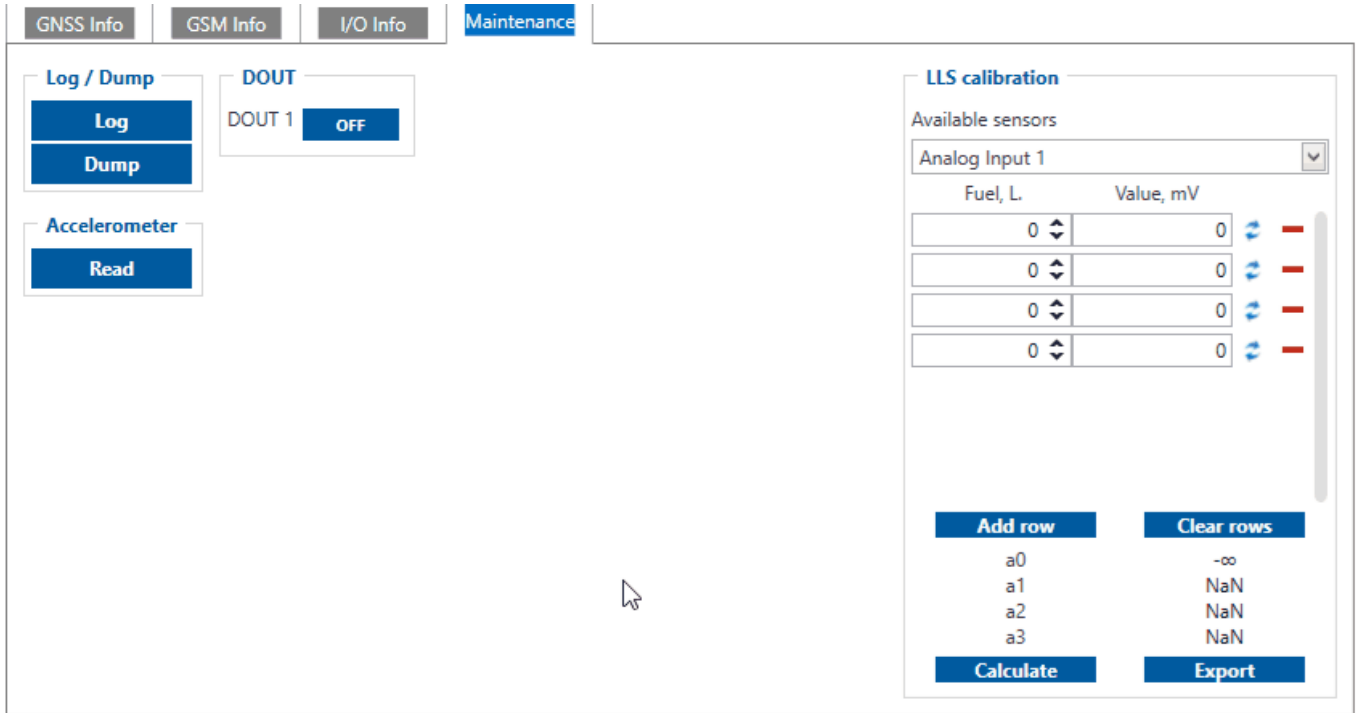 GNSS Info GSM Info I/O Info Maintenance
Log / Dump
Log
Dump
DOUT
DOUT 1 OFF
Accelerometer
Read
LLS calibration
Available sensors
Analog Input 1
Fuel, L. Value, mV
0 0
0 0
0 0
0 0
Add row Clear rows
a0 -∞
a1 NaN
a2 NaN
a3 NaN
Calculate Export